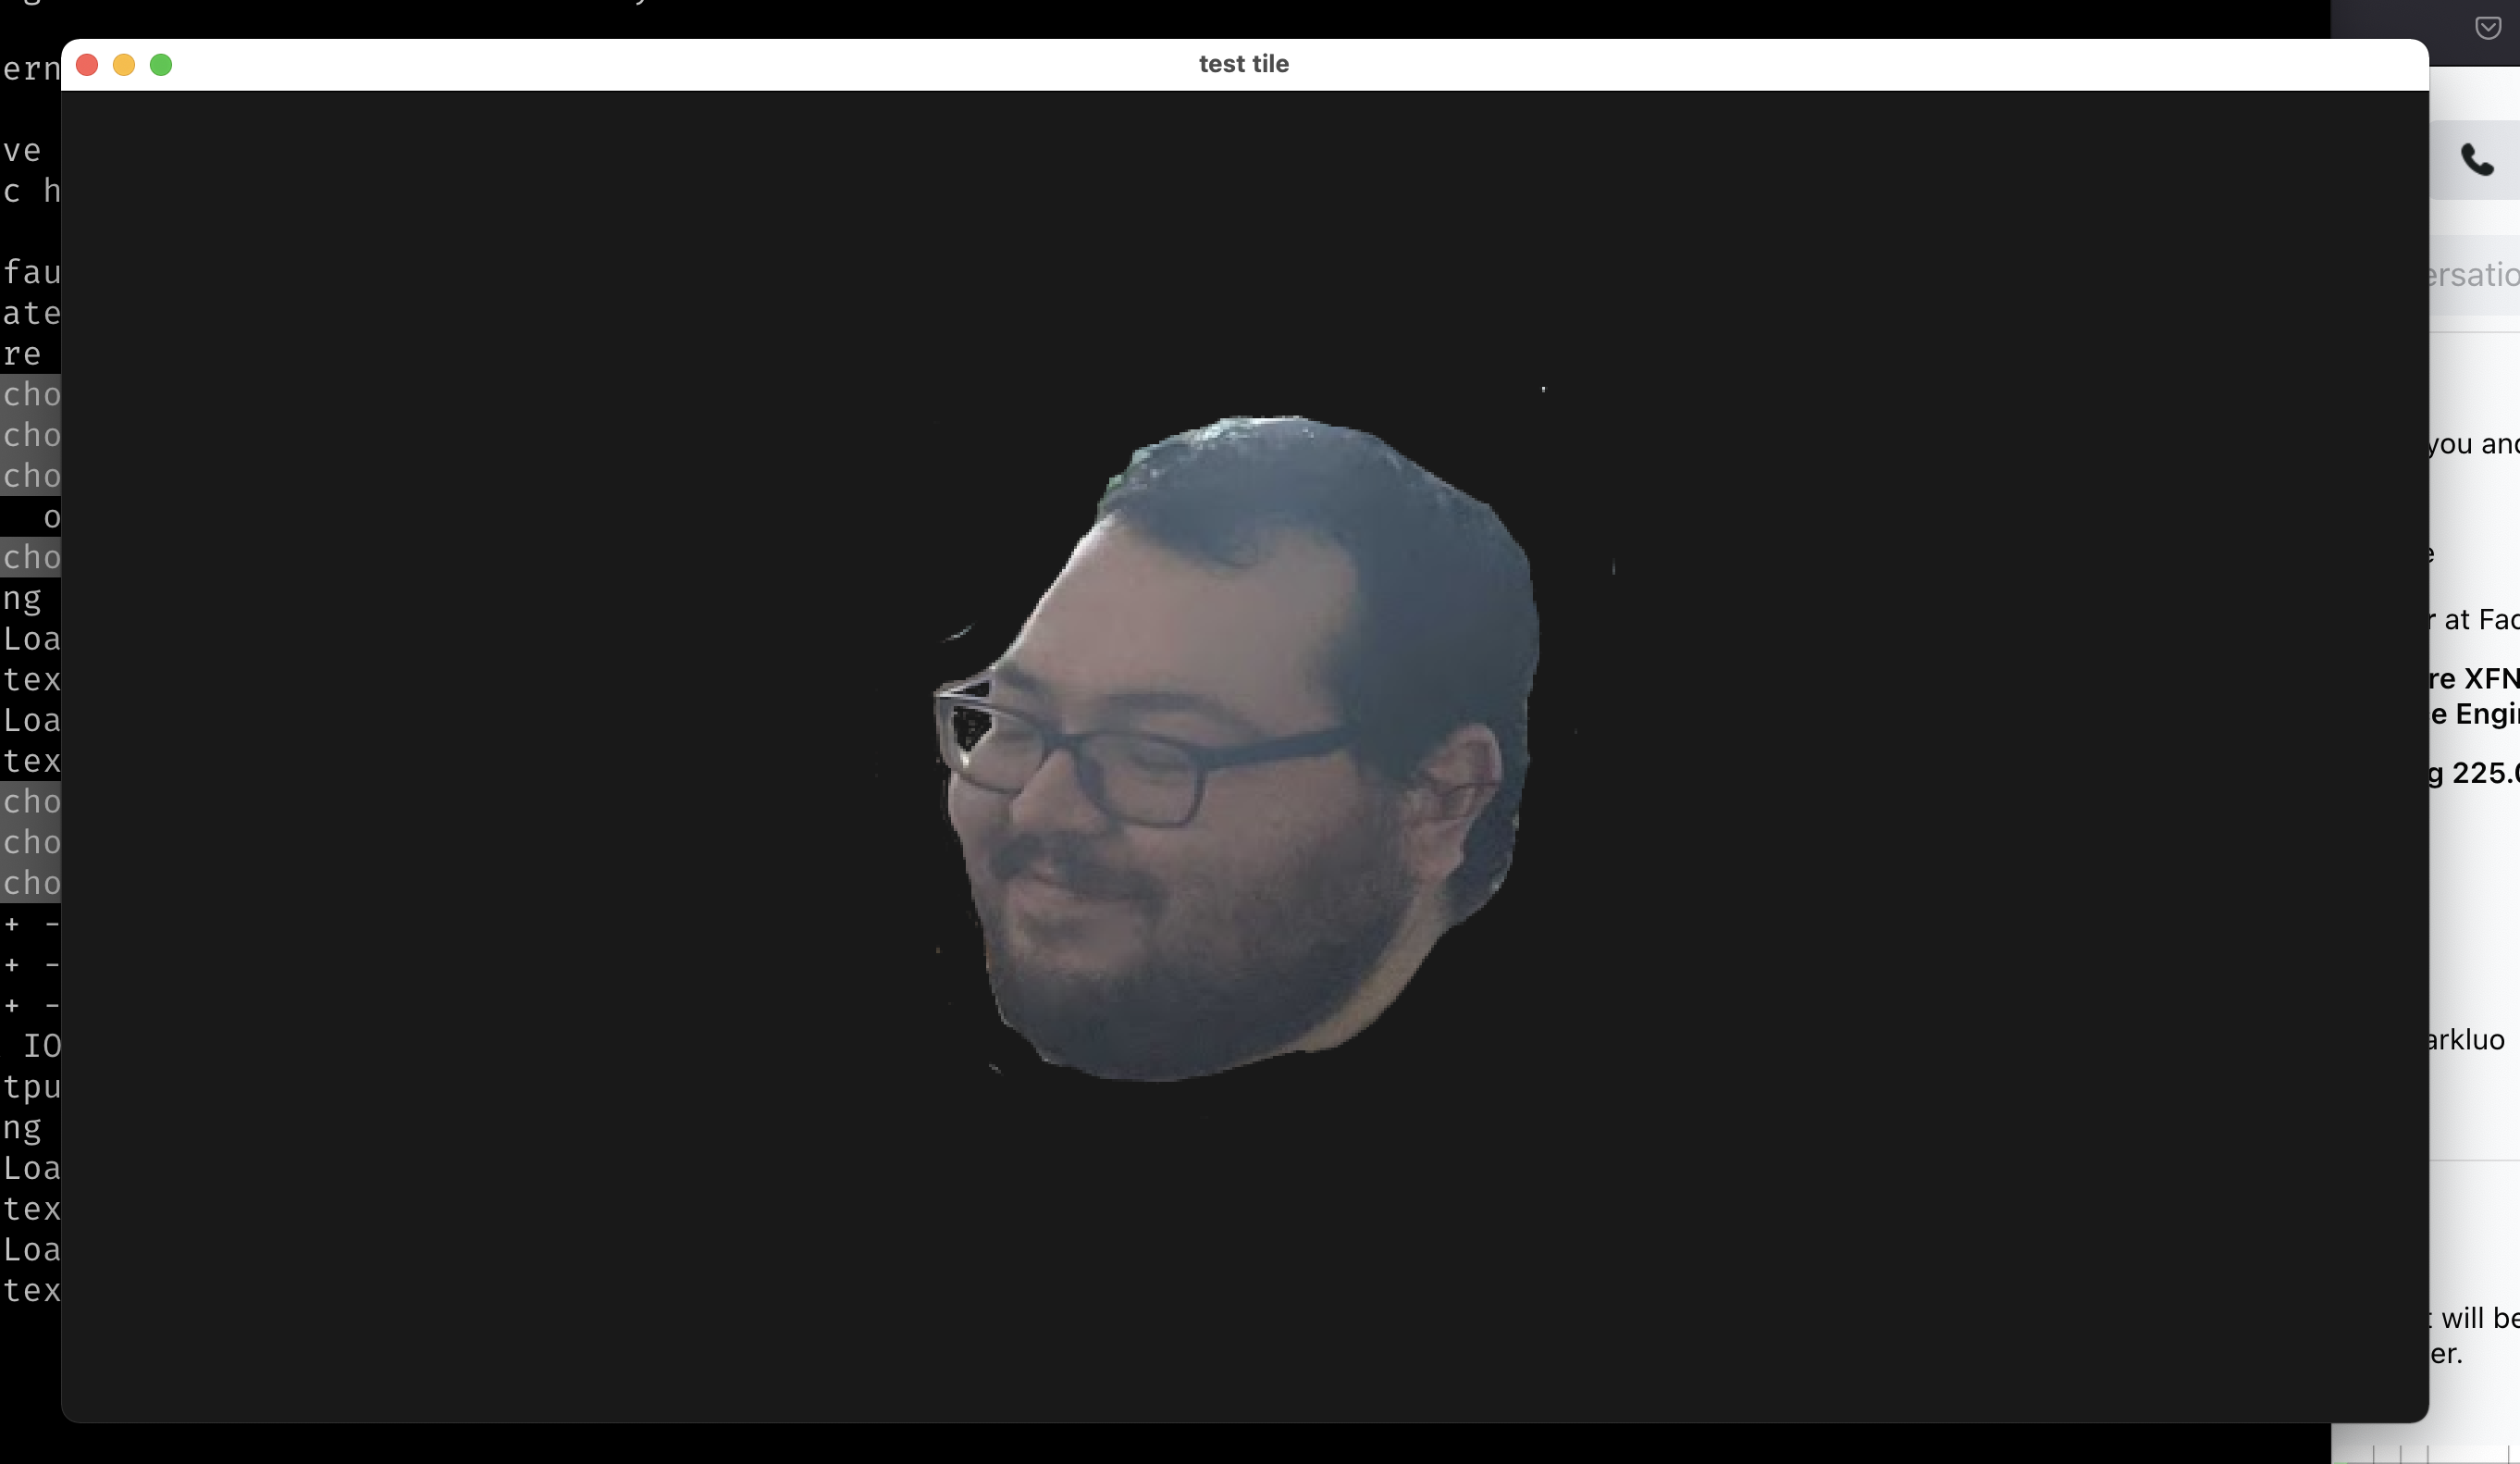 test tile
ern
ve
c h
fau
ate
re
cho
cho
cho
o
cho
ng
Loa
tex
Loa
tex
cho
cho
cho
+ -
+ -
+ -
IO
tpu
ng
Loa
tex
Loa
tex
ersatio
you and
e
r at Fac
re XFN
e Engi
g 225.0
arkluo
t will be
er.